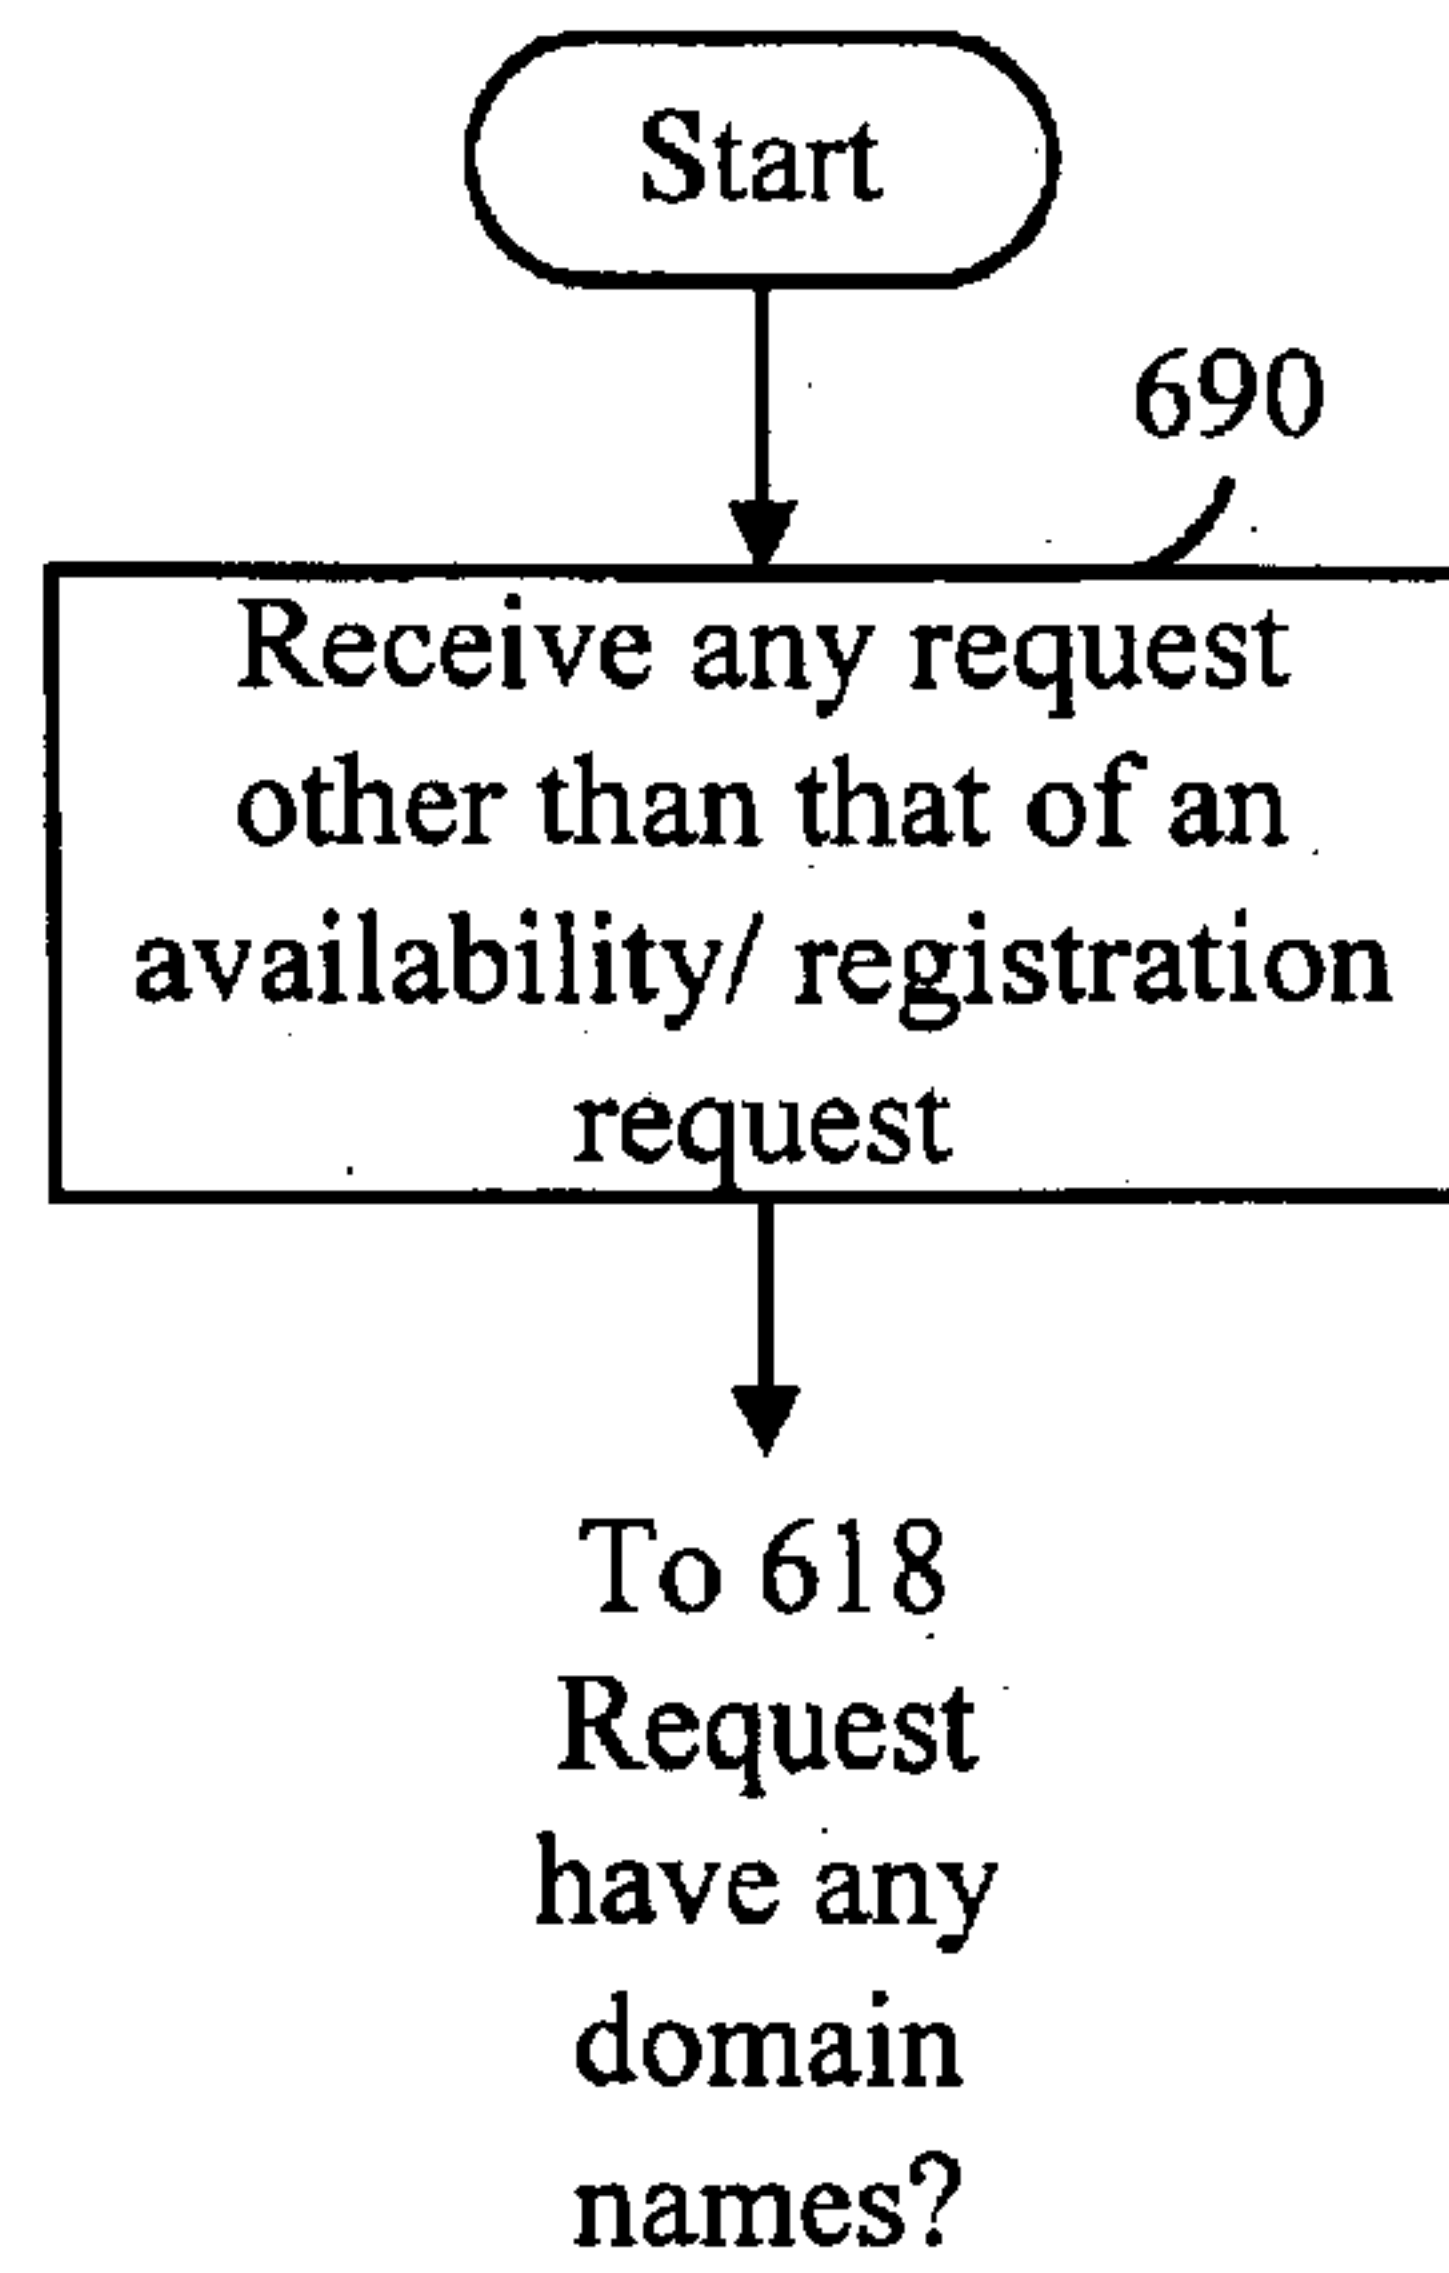 Start
690
Receive any request
other than that of an
availability/ registration
request
To 618
Request
have any
domain
names?